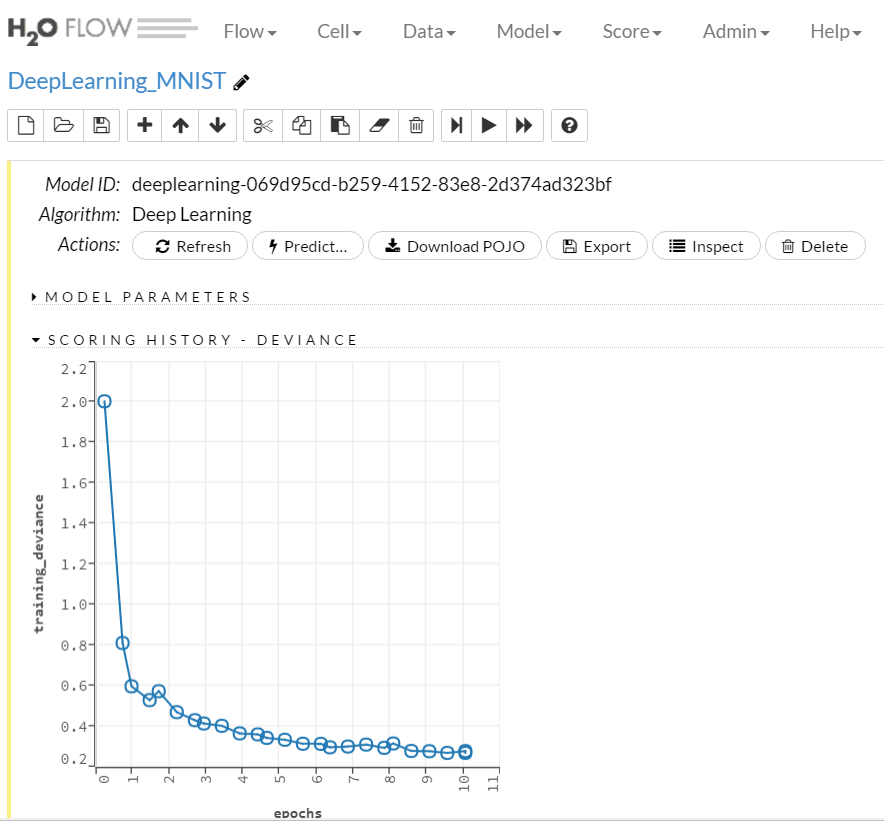 H2O FLOW Flow Cell Data Model Score Admin Help
DeepLearning_MNIST
Model ID: deeplearning-069d95cd-b259-4152-83e8-2d374ad323bf
Algorithm: Deep Learning
Actions: Refresh Predict... Download POJO Export Inspect Delete
MODEL PARAMETERS
SCORING HISTORY - DEVIANCE
2.2
2.0
1.8
1.6
1.4
1.2
1.0
0.8
0.6
0.4
0.2
training_deviance
0 1 2 3 4 5 6 7 8 9 10 11
epochs